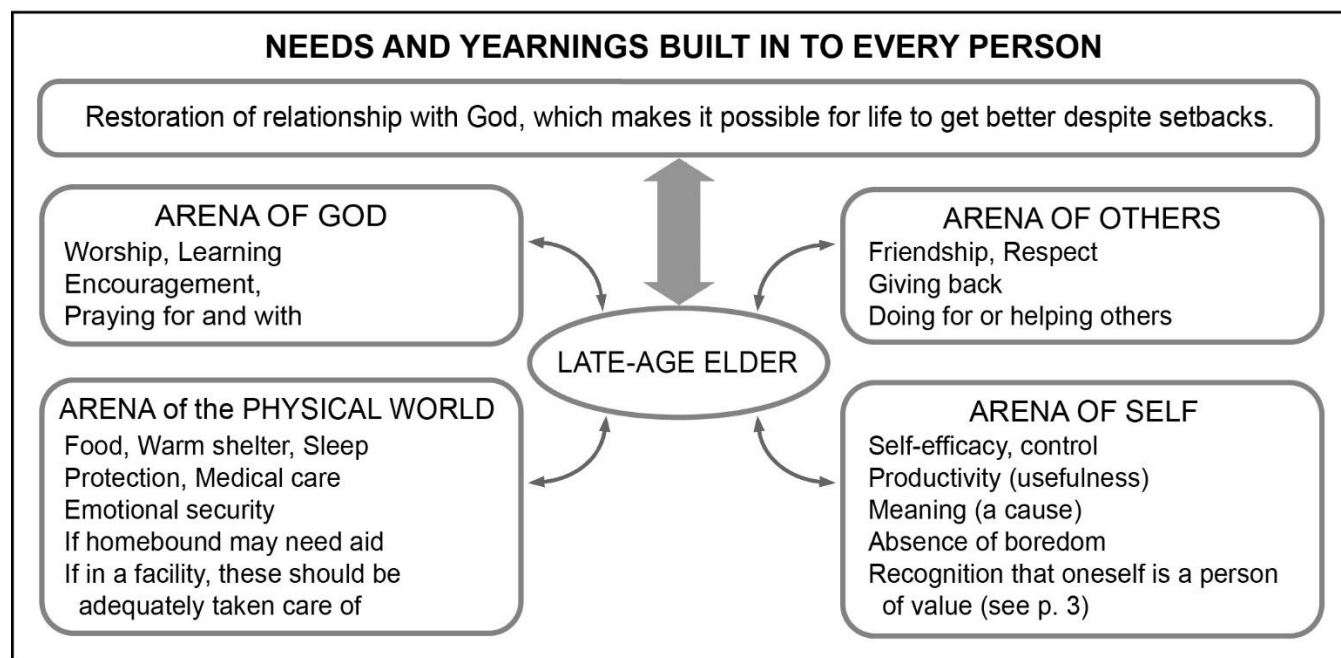 NEEDS AND YEARNINGS BUILT IN TO EVERY PERSON
Restoration of relationship with God, which makes it possible for life to get better despite setbacks.
ARENA OF GOD
Worship, Learning
Encouragement,
Praying for and with
ARENA OF OTHERS
Friendship, Respect
Giving back
Doing for or helping others
LATE-AGE ELDER
ARENA of the PHYSICAL WORLD
Food, Warm shelter, Sleep
Protection, Medical care
Emotional security
If homebound may need aid
If in a facility, these should be
adequately taken care of
ARENA OF SELF
Self-efficacy, control
Productivity (usefulness)
Meaning (a cause)
Absence of boredom
Recognition that oneself is a person
of value (see p. 3)